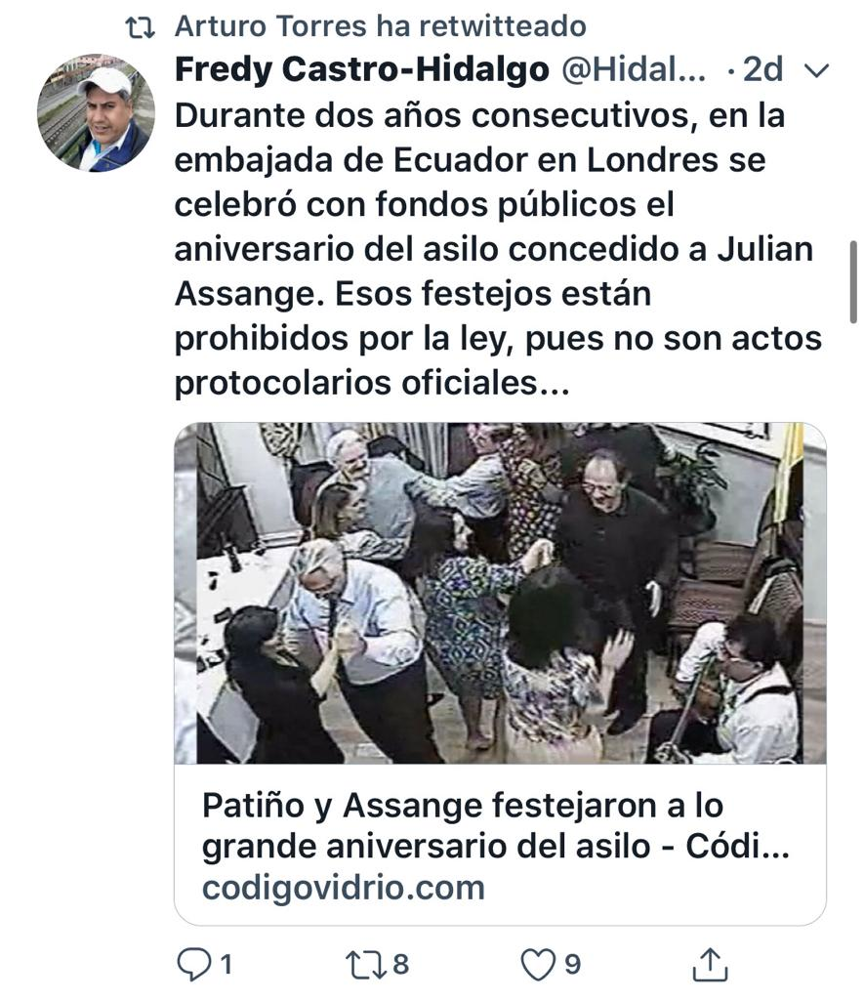 Arturo Torres ha retwitteado
Fredy Castro-Hidalgo @Hidal... · 2d
Durante dos años consecutivos, en la
embajada de Ecuador en Londres se
celebró con fondos públicos el
aniversario del asilo concedido a Julian
Assange. Esos festejos están
prohibidos por la ley, pues no son actos
protocolarios oficiales...
Patiño y Assange festejaron a lo
grande aniversario del asilo - Códi...
codigovidrio.com
1 8 9